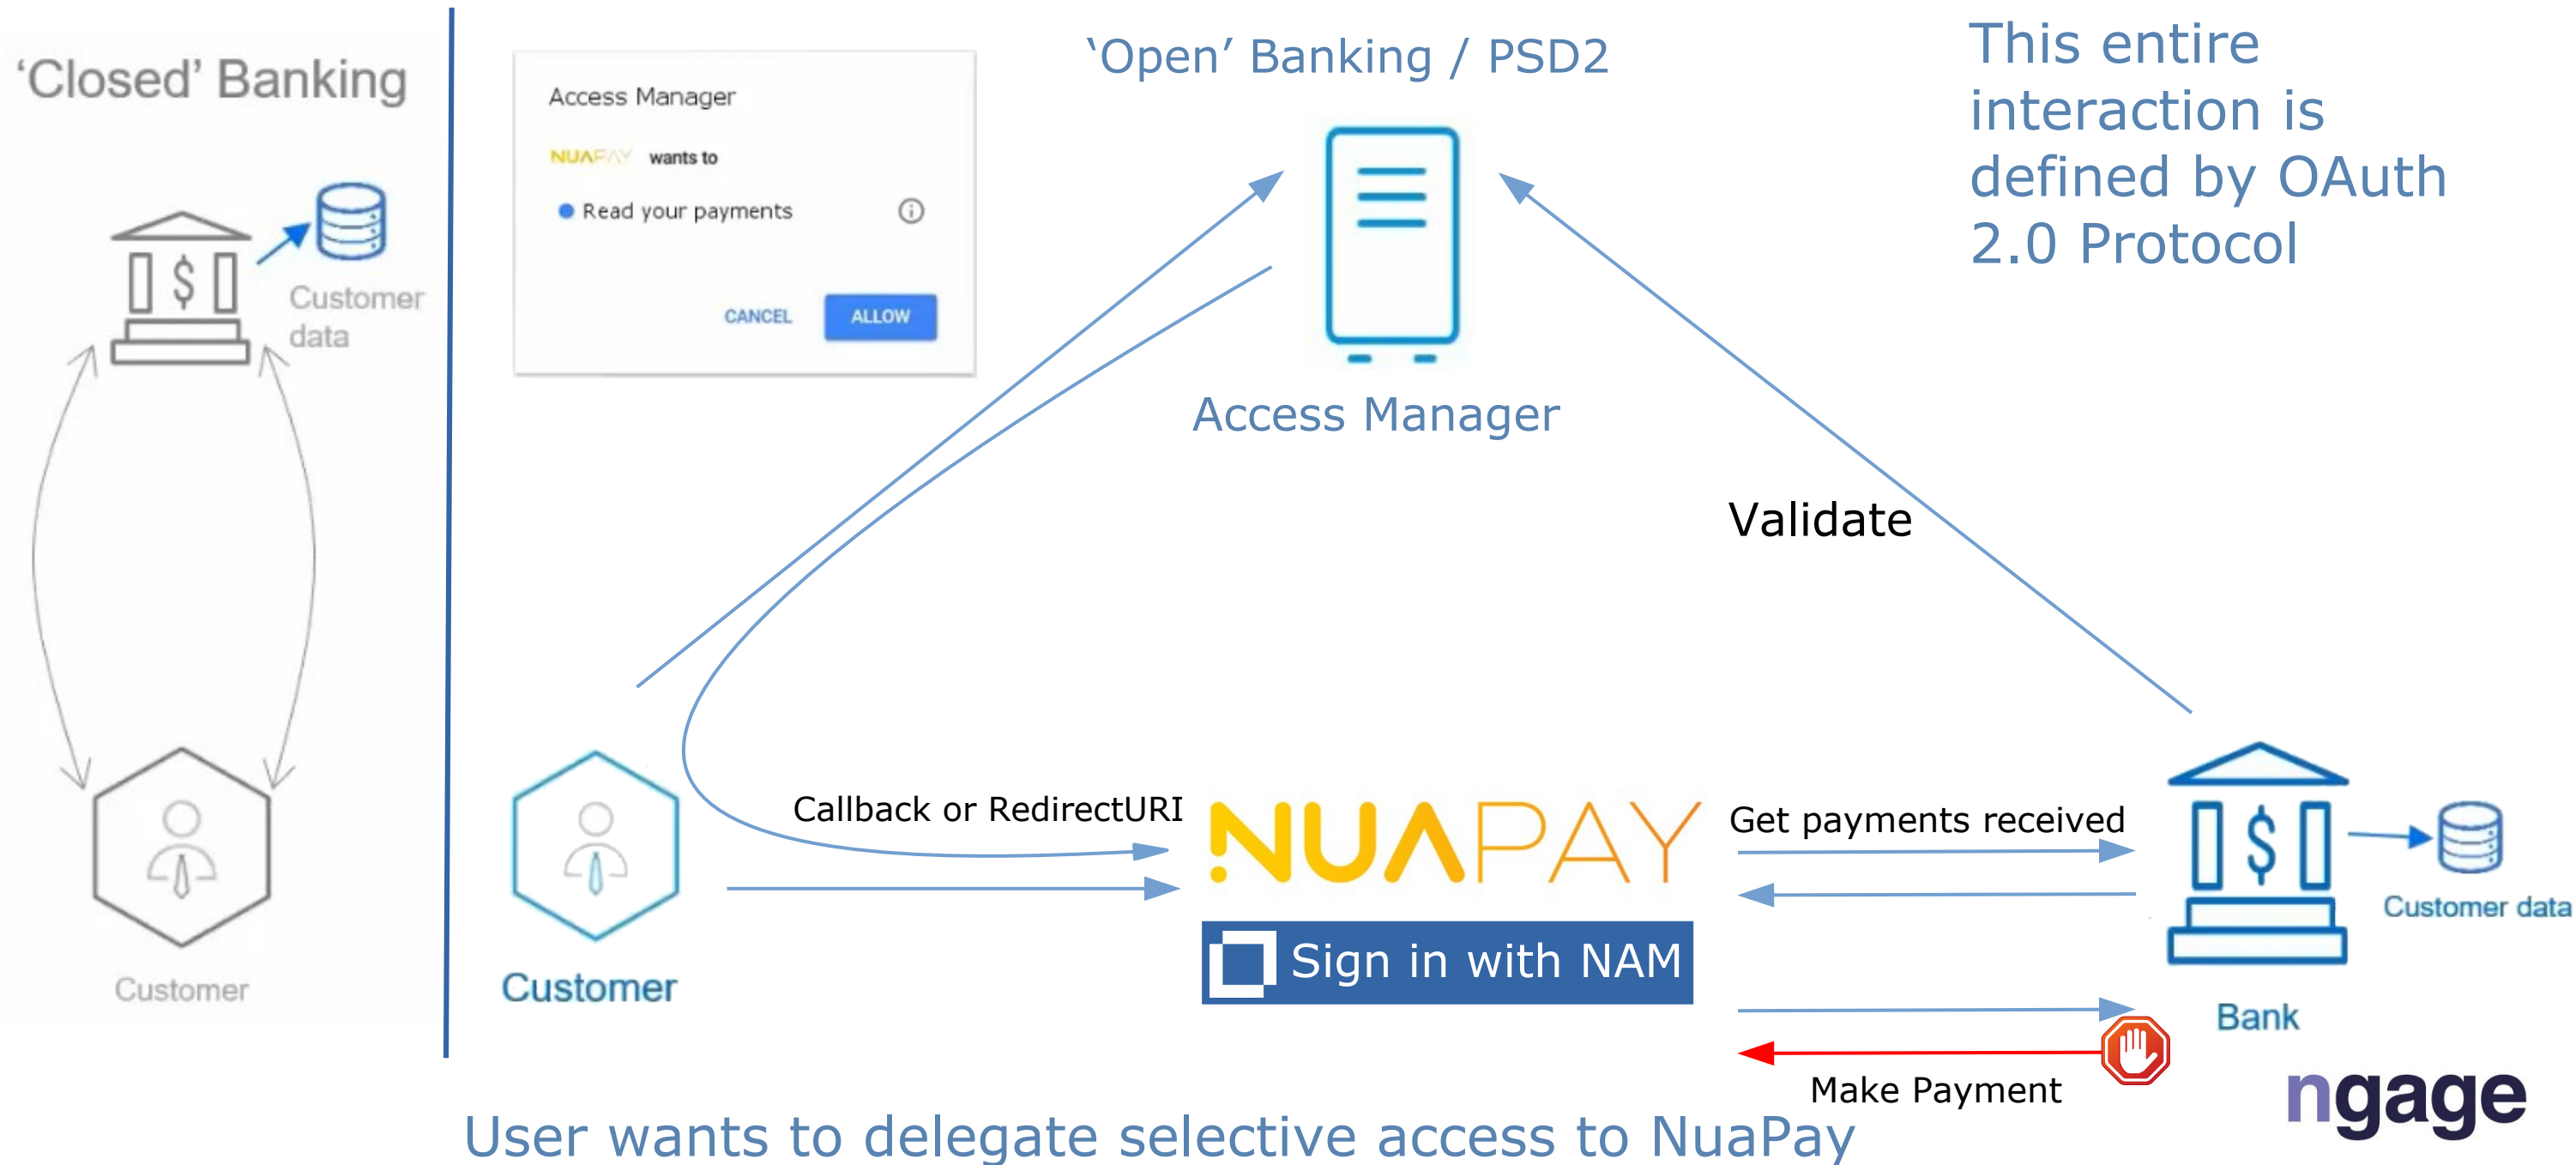 ‘Closed’ Banking
Customer
data
Customer
Access Manager
NUAPAY wants to
Read your payments
CANCEL
ALLOW
‘Open’ Banking / PSD2
Access Manager
This entire
interaction is
defined by OAuth
2.0 Protocol
Validate
Customer
Callback or RedirectURI
NUAPAY
Sign in with NAM
Get payments received
Customer data
Bank
Make Payment
ngage
User wants to delegate selective access to NuaPay